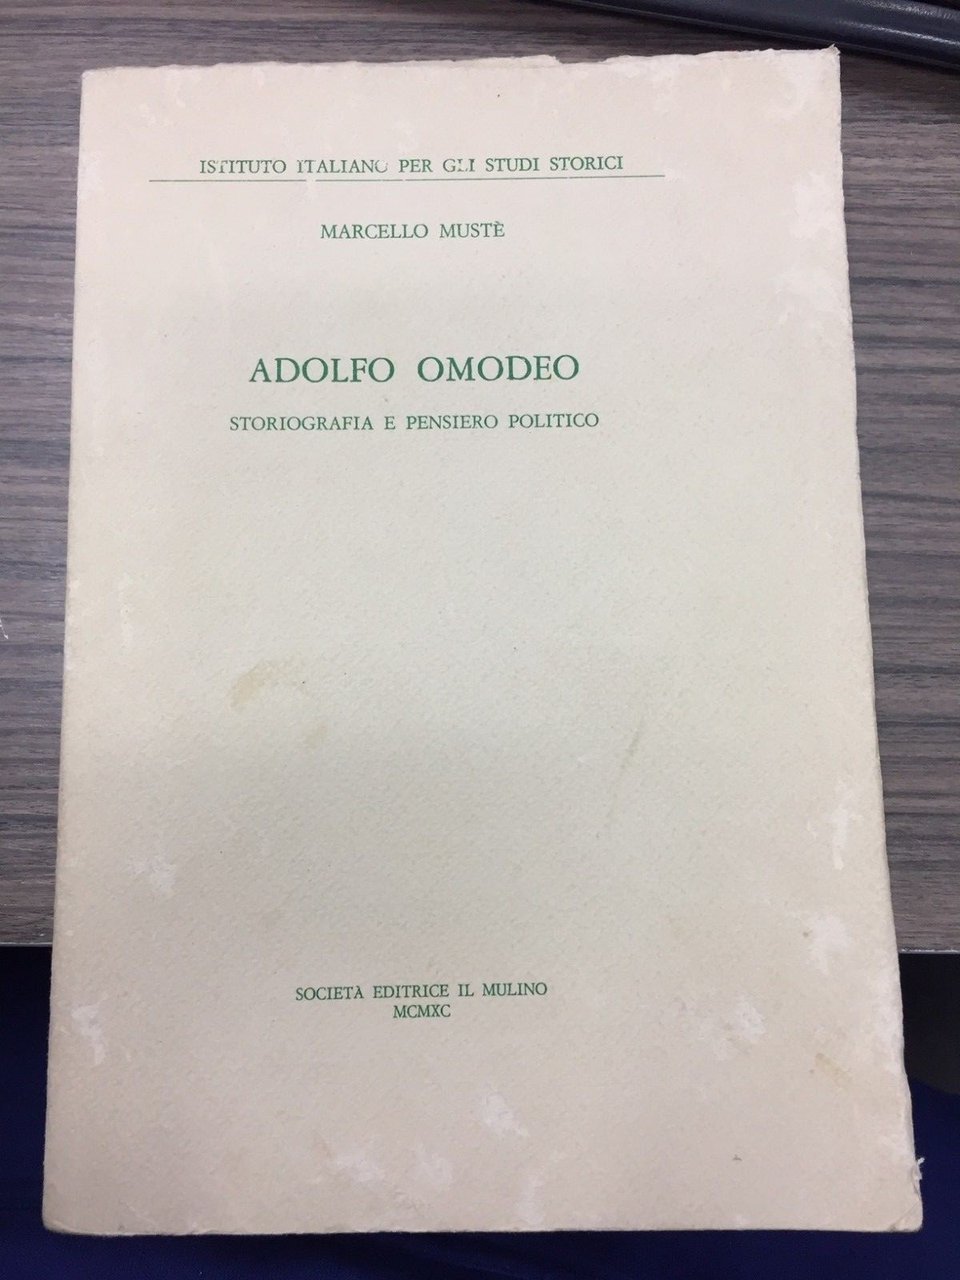 ISTITUTO ITALIANO PER GLI STUDI STORICI
MARCELLO MUSTÈ
ADOLFO OMODEO
STORIOGRAFIA E PENSIERO POLITICO
SOCIETÀ EDITRICE IL MULINO
MCMXC